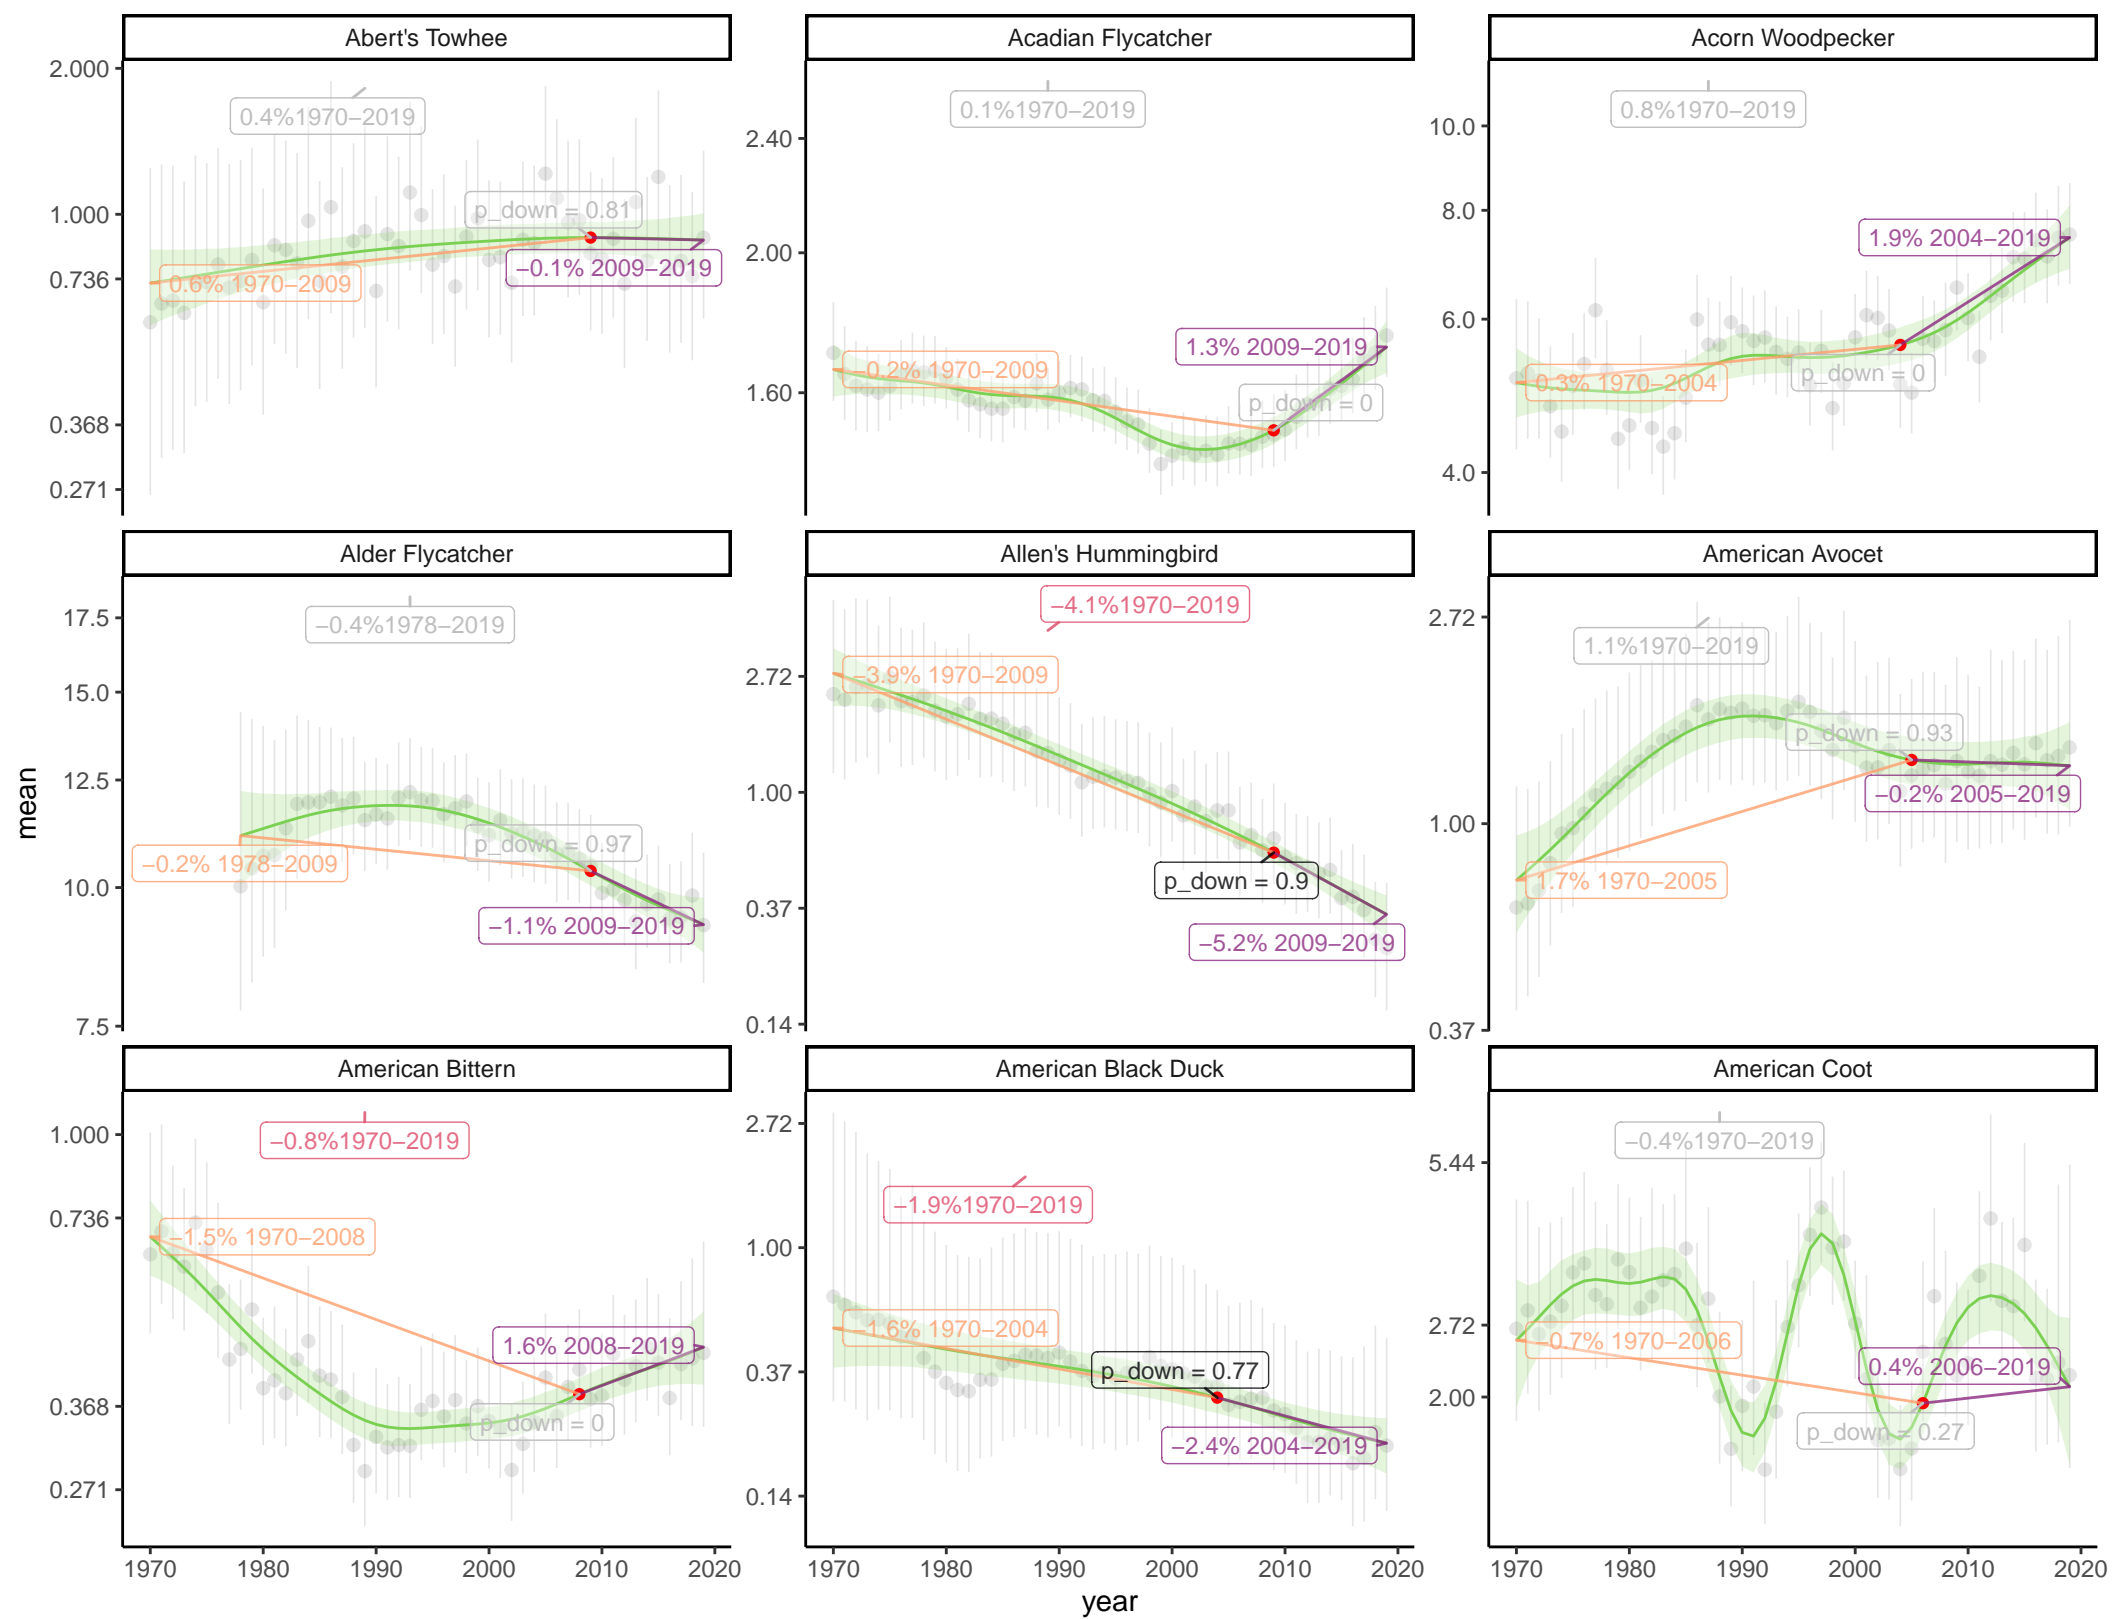 Abert's Towhee
Acadian Flycatcher
Acorn Woodpecker
2.000
1.000
0.736
0.368
0.271
0.4%1970–2019
p_down = 0.81
0.6% 1970–2009
−0.1% 2009–2019
2.40
2.00
1.60
0.1%1970–2019
1.3% 2009–2019
−0.2% 1970–2009
p_down = 0
10.0
8.0
6.0
4.0
0.8%1970–2019
1.9% 2004–2019
0.3% 1970–2004
p_down = 0
Alder Flycatcher
Allen's Hummingbird
American Avocet
17.5
15.0
12.5
10.0
7.5
−0.4%1978–2019
p_down = 0.97
−0.2% 1978–2009
−1.1% 2009–2019
2.72
1.00
0.37
0.14
−4.1%1970–2019
−3.9% 1970–2009
p_down = 0.9
−5.2% 2009–2019
2.72
1.00
0.37
1.1%1970–2019
p_down = 0.93
−0.2% 2005–2019
1.7% 1970–2005
American Bittern
American Black Duck
American Coot
1.000
0.736
0.368
0.271
−0.8%1970–2019
−1.5% 1970–2008
1.6% 2008–2019
p_down = 0
2.72
1.00
0.37
0.14
−1.9%1970–2019
−1.6% 1970–2004
p_down = 0.77
−2.4% 2004–2019
5.44
2.72
2.00
−0.4%1970–2019
−0.7% 1970–2006
0.4% 2006–2019
p_down = 0.27
1970 1980 1990 2000 2010 2020
1970 1980 1990 2000 2010 2020
1970 1980 1990 2000 2010 2020
year
mean